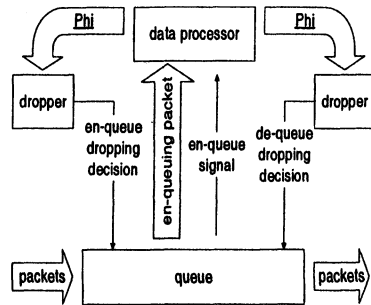 Phi
data processor
Phi
dropper
dropper
en-queue
dropping
decision
en-queuing packet
en-queue
signal
de-queue
dropping
decision
packets
queue
packets